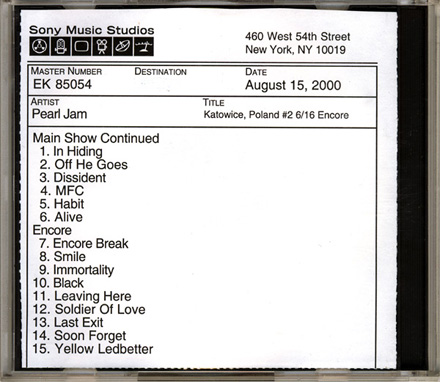 Sony Music Studios
460 West 54th Street
New York, NY 10019
MASTER NUMBER DESTINATION DATE
EK 85054 August 15, 2000
ARTIST TITLE
Pearl Jam Katowice, Poland #2 6/16 Encore
Main Show Continued
1. In Hiding
2. Off He Goes
3. Dissident
4. MFC
5. Habit
6. Alive
Encore
7. Encore Break
8. Smile
9. Immortality
10. Black
11. Leaving Here
12. Soldier Of Love
13. Last Exit
14. Soon Forget
15. Yellow Ledbetter